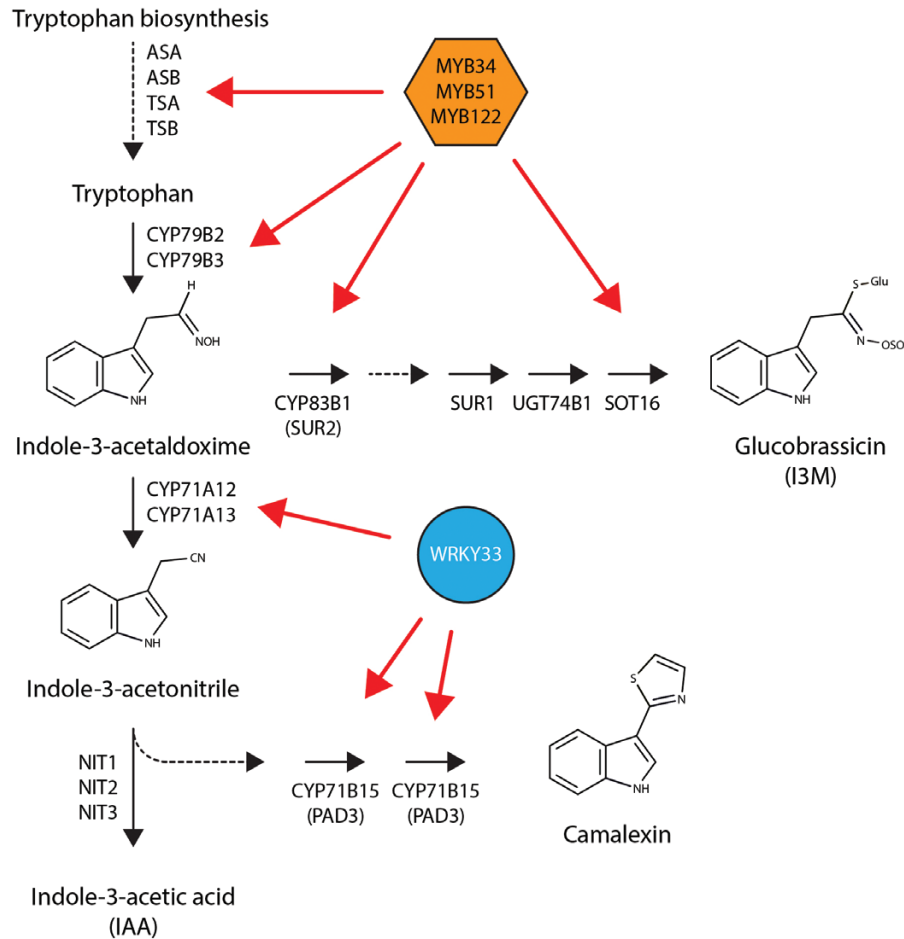 Tryptophan biosynthesis
ASA
ASB
TSA
TSB
MYB34
MYB51
MYB122
Tryptophan
CYP79B2
CYP79B3
H
NOH
NH
Indole-3-acetaldoxime
CYP83B1
(SUR2)
SUR1
UGT74B1
SOT16
S
Glu
N
OSO
NH
Glucobrassicin
(I3M)
CYP71A12
CYP71A13
WRKY33
CN
NH
Indole-3-acetonitrile
NIT1
NIT2
NIT3
CYP71B15
(PAD3)
CYP71B15
(PAD3)
S
N
NH
Camalexin
Indole-3-acetic acid
(IAA)